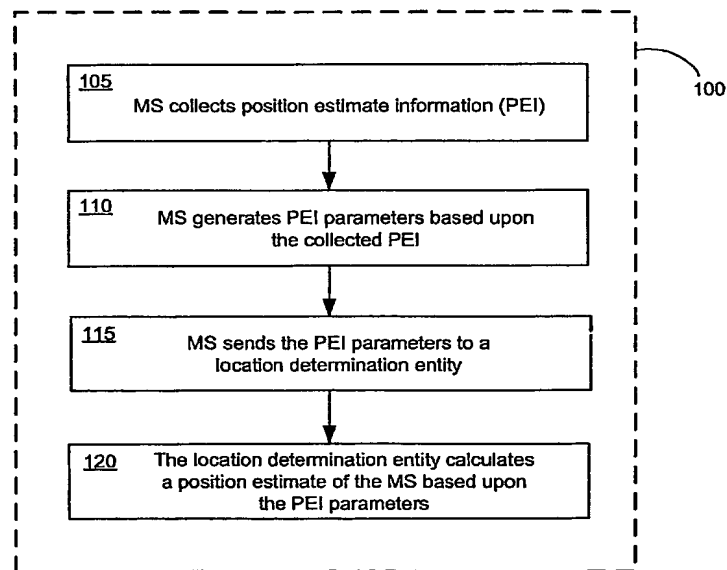 105
MS collects position estimate information (PEI)
100
110
MS generates PEI parameters based upon
the collected PEI
115
MS sends the PEI parameters to a
location determination entity
120
The location determination entity calculates
a position estimate of the MS based upon
the PEI parameters